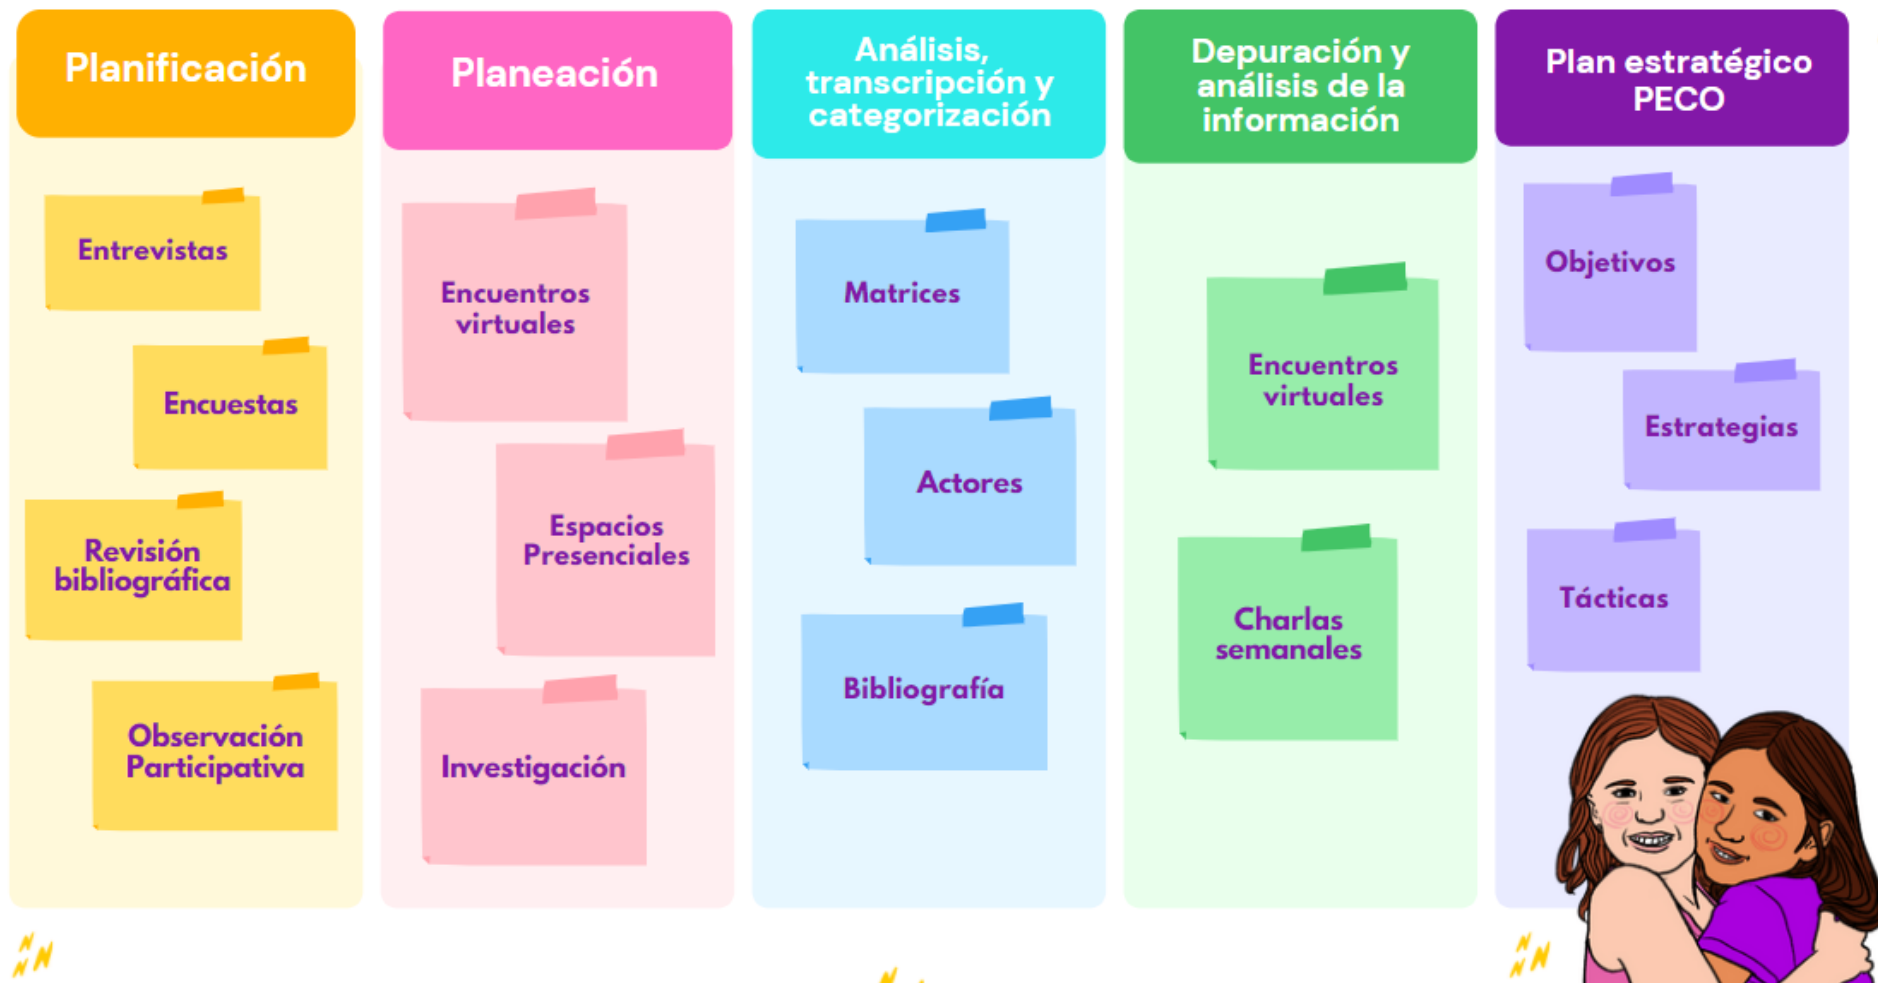 Planificación
Entrevistas
Encuestas
Revisión
bibliográfica
Observación
Participativa
Planeación
Encuentros
virtuales
Espacios
Presenciales
Investigación
Análisis,
transcripción y
categorización
Matrices
Actores
Bibliografía
Depuración y
análisis de la
información
Encuentros
virtuales
Charlas
semanales
Plan estratégico
PECO
Objetivos
Estrategias
Tácticas